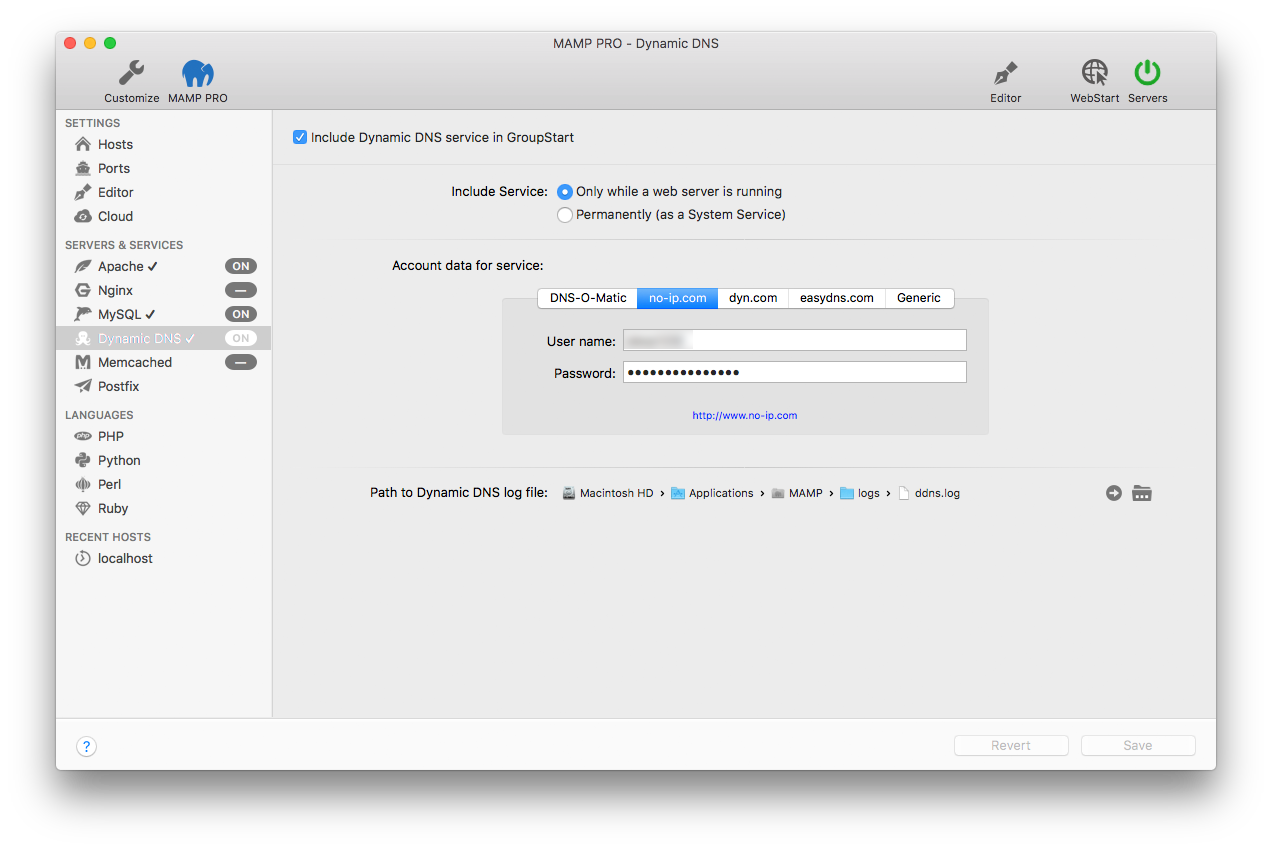 MAMP PRO - Dynamic DNS
Customize MAMP PRO Editor WebStart Servers
SETTINGS
Hosts
Ports
Editor
Cloud
SERVERS & SERVICES
Apache ✓ ON
Nginx —
MySQL ✓ ON
Dynamic DNS ✓ ON
Memcached —
Postfix
LANGUAGES
php PHP
Python
Perl
Ruby
RECENT HOSTS
localhost
Include Dynamic DNS service in GroupStart
Include Service: Only while a web server is running
Permanently (as a System Service)
Account data for service:
DNS-O-Matic no-ip.com dyn.com easydns.com Generic
User name:
Password: •••••••••••••••
http://www.no-ip.com
Path to Dynamic DNS log file: Macintosh HD › Applications › MAMP › logs › ddns.log
? Revert Save